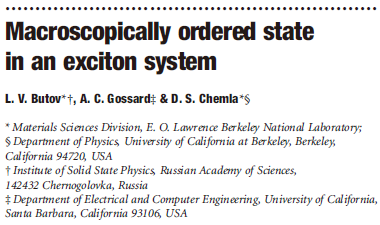 Macroscopically ordered state
in an exciton system
L. V. Butov*†, A. C. Gossard‡ & D. S. Chemla*§
* Materials Sciences Division, E. O. Lawrence Berkeley National Laboratory;
§ Department of Physics, University of California at Berkeley, Berkeley,
California 94720, USA
† Institute of Solid State Physics, Russian Academy of Sciences,
142432 Chernogolovka, Russia
‡ Department of Electrical and Computer Engineering, University of California,
Santa Barbara, California 93106, USA